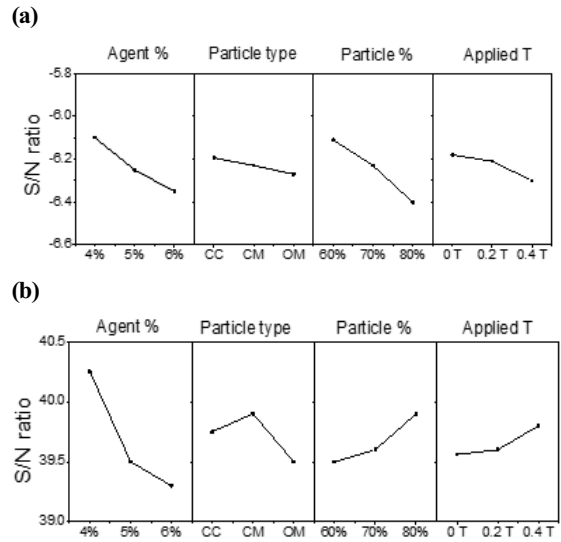 (a)
Agent % Particle type Particle % Applied T
-5.8
-6.0
-6.2
-6.4
-6.6
S/N ratio
4% 5% 6% CC CM OM 60% 70% 80% 0 T 0.2 T 0.4 T
(b)
Agent % Particle type Particle % Applied T
40.5
40.0
39.5
39.0
S/N ratio
4% 5% 6% CC CM OM 60% 70% 80% 0 T 0.2 T 0.4 T